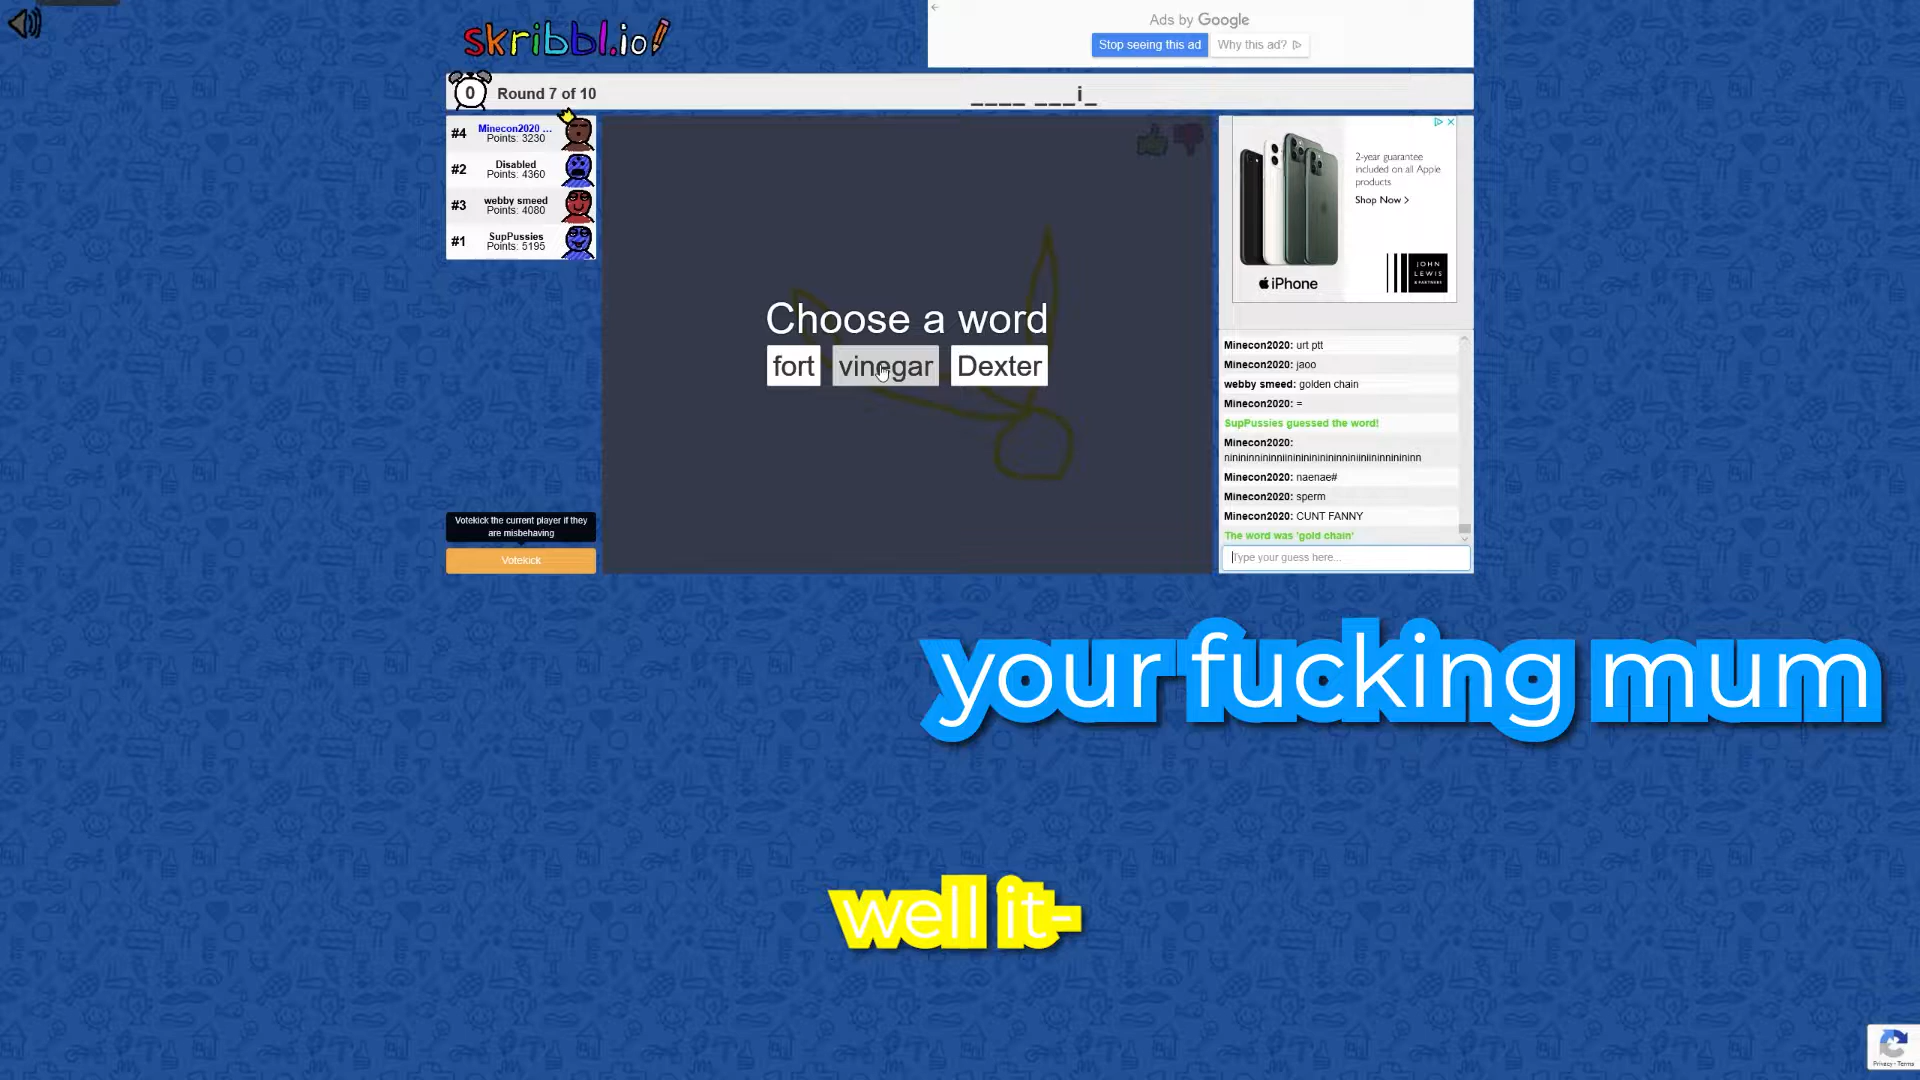 skribbl.io
Ads by Google
Stop seeing this ad
Why this ad?
0
Round 7 of 10
____ ___i_
#4
Minecon2020 ...
Points: 3230
#2
Disabled
Points: 4360
#3
webby smeed
Points: 4080
#1
SupPussies
Points: 5195
Choose a word
fort
vinegar
Dexter
2-year guarantee
included on all Apple
products
Shop Now >
iPhone
JOHN
LEWIS
& PARTNERS
Minecon2020: urt ptt
Minecon2020: jaoo
webby smeed: golden chain
Minecon2020: =
SupPussies guessed the word!
Minecon2020: naenae#
Minecon2020: sperm
Minecon2020: CUNT FANNY
The word was 'gold chain'
Type your guess here...
Votekick the current player if they
are misbehaving
Votekick
your fucking mum
well it-
Privacy - Terms